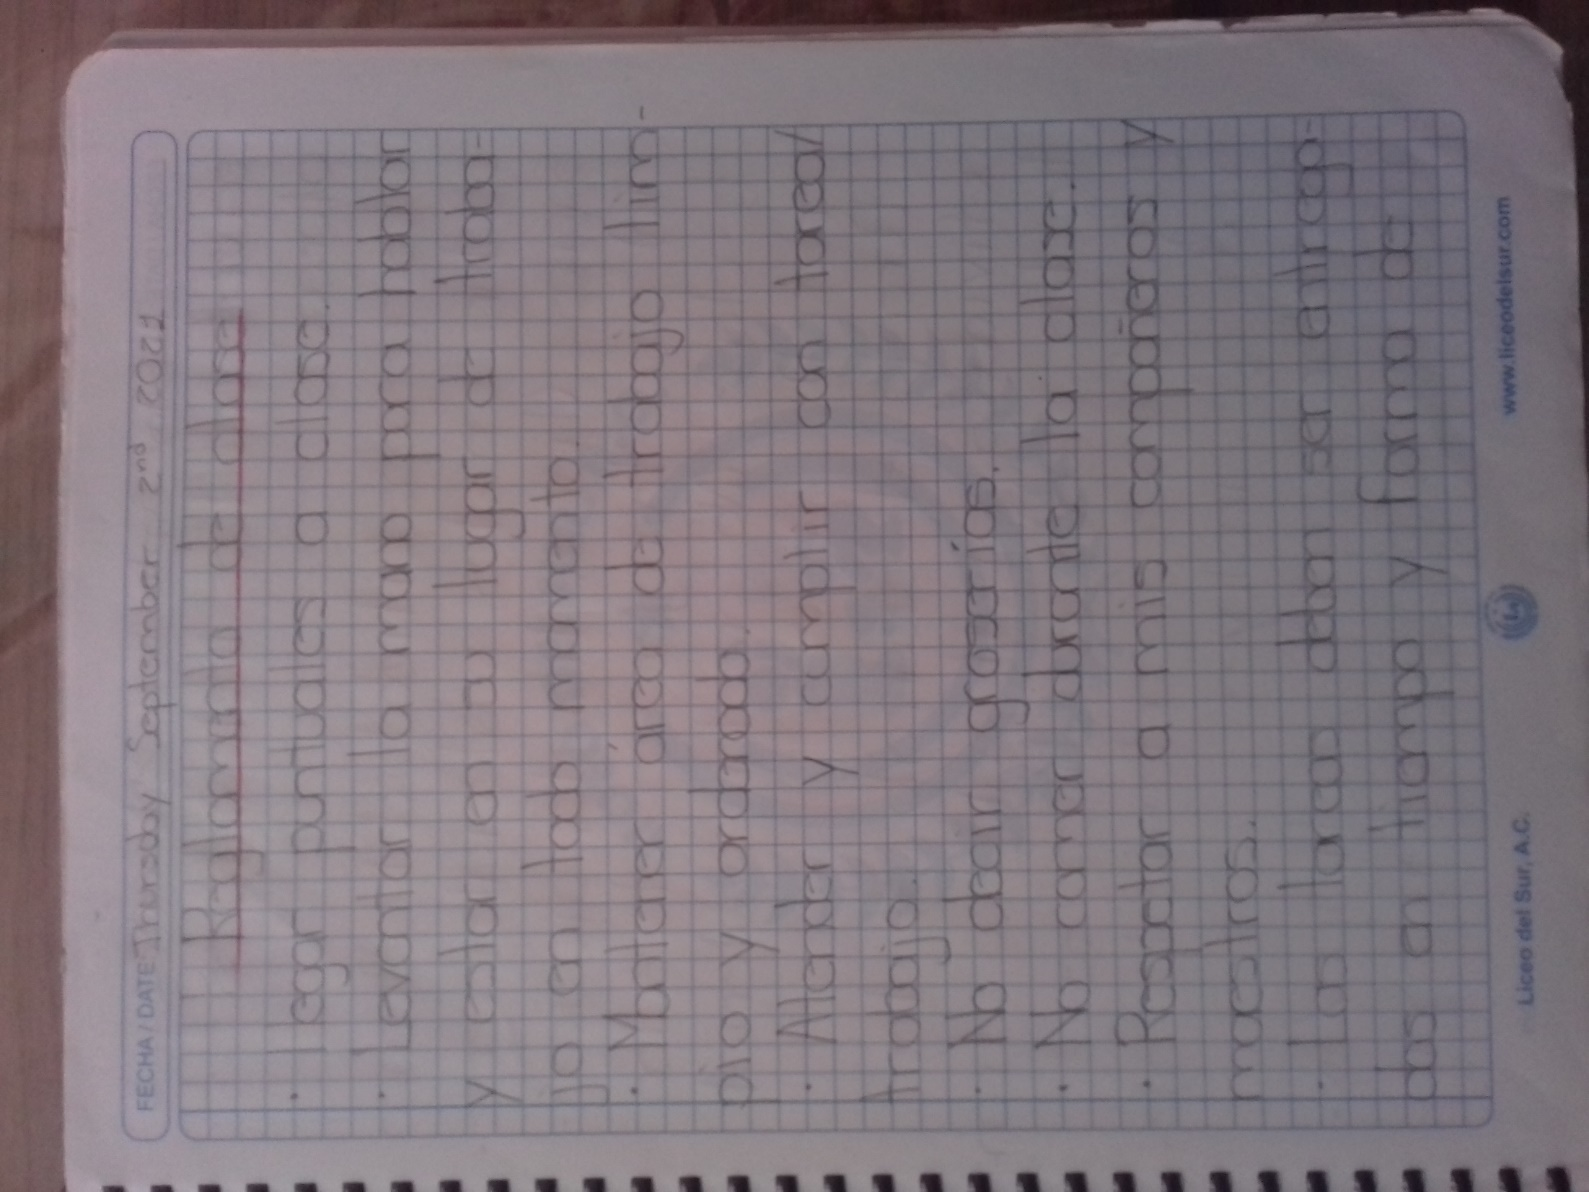 FECHA / DATE Thursday September 2nd, 2021
Reglamento de clase
· Legar puntuales a clase.
· Levantar la mano para hablar
y estar en su lugar de traba-
jo en todo momento.
· Mantener área de trabajo lim-
pio y ordenado.
· Atender y cumplir con tarea/
trabajo.
· No decir groserías.
· No comer durante la clase.
· Respetar a mis compañeros y
maestros.
· Las tareas deben ser entrega-
das en tiempo y forma de
Liceo del Sur, A.C.
www.liceodelsur.com